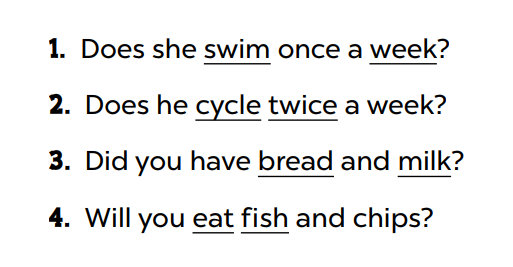 1. Does she swim once a week?
2. Does he cycle twice a week?
3. Did you have bread and milk?
4. Will you eat fish and chips?